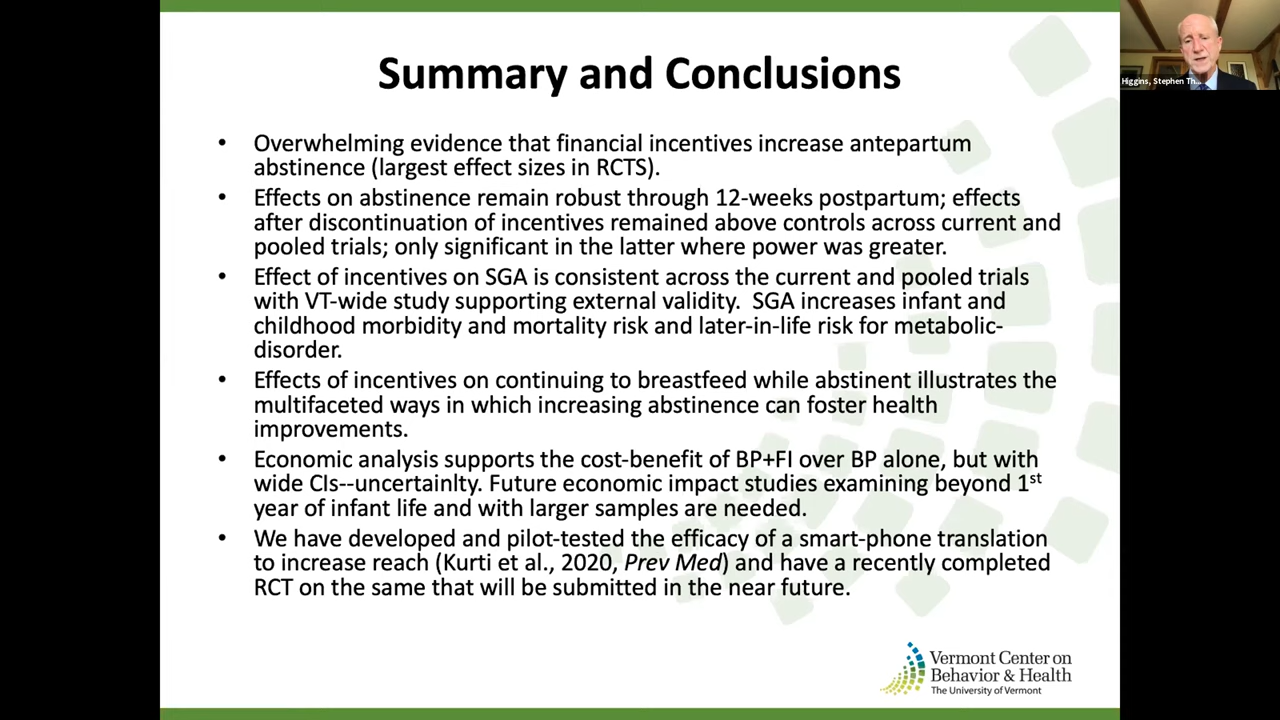 Summary and Conclusions
Higgins, Stephen Th...
• Overwhelming evidence that financial incentives increase antepartum
abstinence (largest effect sizes in RCTS).
• Effects on abstinence remain robust through 12-weeks postpartum; effects
after discontinuation of incentives remained above controls across current and
pooled trials; only significant in the latter where power was greater.
• Effect of incentives on SGA is consistent across the current and pooled trials
with VT-wide study supporting external validity.  SGA increases infant and
childhood morbidity and mortality risk and later-in-life risk for metabolic-
disorder.
• Effects of incentives on continuing to breastfeed while abstinent illustrates the
multifaceted ways in which increasing abstinence can foster health
improvements.
• Economic analysis supports the cost-benefit of BP+FI over BP alone, but with
wide CIs--uncertainlty. Future economic impact studies examining beyond 1st
year of infant life and with larger samples are needed.
• We have developed and pilot-tested the efficacy of a smart-phone translation
to increase reach (Kurti et al., 2020, Prev Med) and have a recently completed
RCT on the same that will be submitted in the near future.
Vermont Center on
Behavior & Health
The University of Vermont